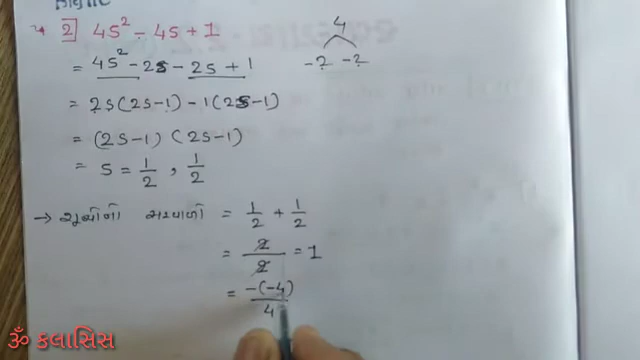 2 4s² - 4s + 1
4
-2 -2
= 4s² - 2s - 2s + 1
= 2s(2s-1) - 1(2s-1)
= (2s-1) (2s-1)
= s = 1/2 , 1/2
→ શૂન્યોનો સરવાળો = 1/2 + 1/2
= 2/2 = 1
= -(-4)/4
ૐ કલાસિસ